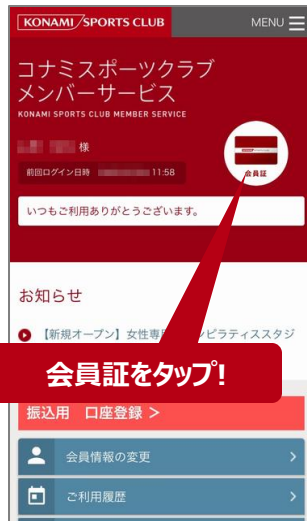 KONAMI SPORTS CLUB
MENU
コナミスポーツクラブ
メンバーサービス
KONAMI SPORTS CLUB MEMBER SERVICE
様
前回ログイン日時 11:58
会員証
いつもご利用ありがとうございます。
お知らせ
【新規オープン】女性専 ンピラティススタジ
会員証をタップ!
振込用 口座登録 >
会員情報の変更
ご利用履歴